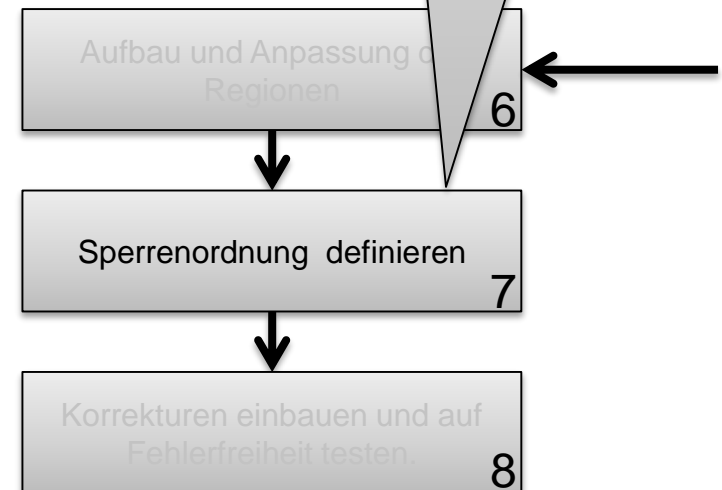 Aufbau und Anpassung d
Regionen
6
Sperrenordnung definieren
7
Korrekturen einbauen und auf
Fehlerfreiheit testen.
8